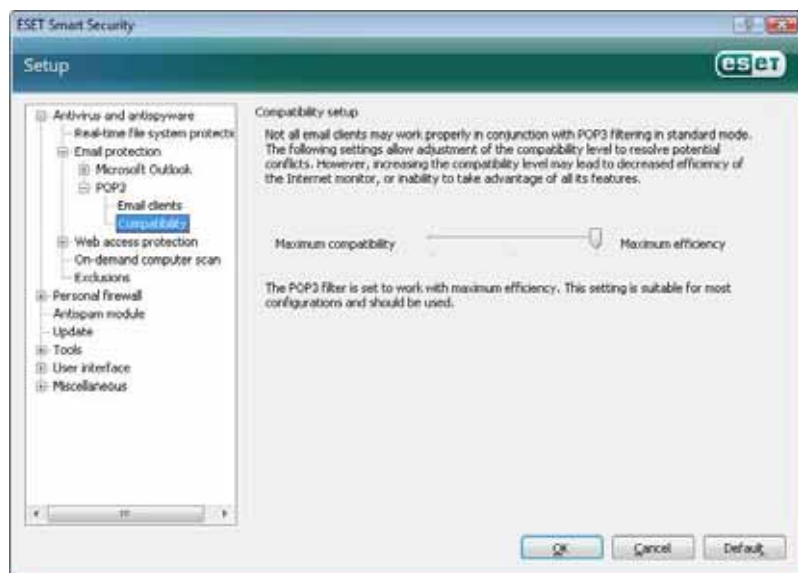 ESET Smart Security
Setup
eset
Antivirus and antispyware
Real-time file system protectio
Email protection
Microsoft Outlook
POP3
Email clients
Compatibility
Web access protection
On-demand computer scan
Exclusions
Personal firewall
Antispam module
Update
Tools
User interface
Miscellaneous
Compatibility setup
Not all email clients may work properly in conjunction with POP3 filtering in standard mode.
The following settings allow adjustment of the compatibility level to resolve potential
conflicts. However, increasing the compatibility level may lead to decreased efficiency of
the Internet monitor, or inability to take advantage of all its features.
Maximum compatibility
Maximum efficiency
The POP3 filter is set to work with maximum efficiency. This setting is suitable for most
configurations and should be used.
OK
Cancel
Default